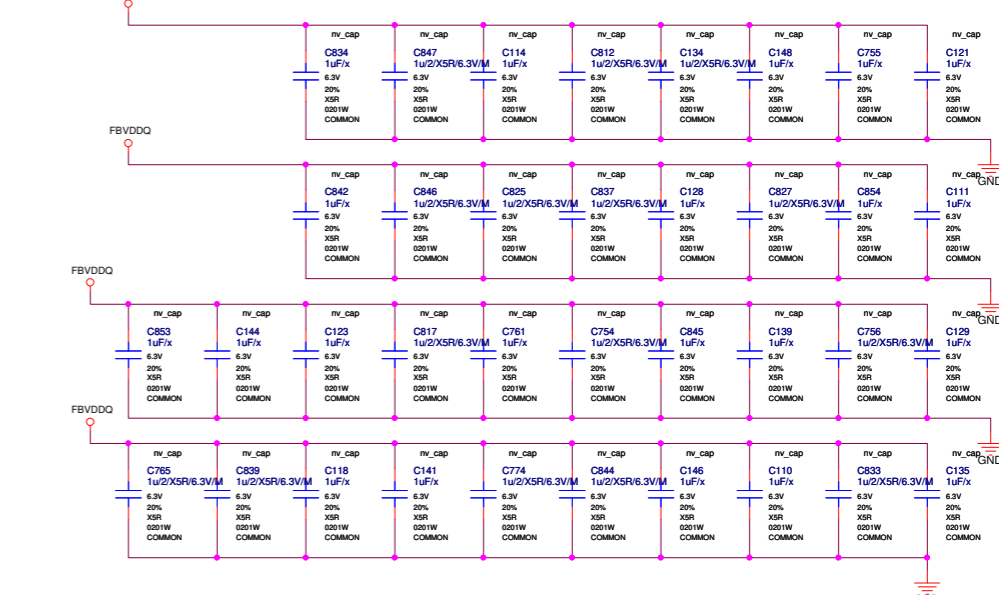 nv_cap nv_cap nv_cap nv_cap nv_cap nv_cap nv_cap nv_cap
C834 C847 C114 C812 C134 C148 C755 C121
1uF/x 1u/2/X5R/6.3V/M 1uF/x 1u/2/X5R/6.3V/M 1u/2/X5R/6.3V/M 1uF/x 1uF/x 1uF/x
6.3V 6.3V 6.3V 6.3V 6.3V 6.3V 6.3V 6.3V
20% 20% 20% 20% 20% 20% 20% 20%
X5R X5R X5R X5R X5R X5R X5R X5R
0201W 0201W 0201W 0201W 0201W 0201W 0201W 0201W
COMMON COMMON COMMON COMMON COMMON COMMON COMMON COMMON
FBVDDQ
nv_cap nv_cap nv_cap nv_cap nv_cap nv_cap nv_cap nv_cap
GND
C842 C846 C825 C837 C128 C827 C854 C111
1uF/x 1u/2/X5R/6.3V/M 1u/2/X5R/6.3V/M 1u/2/X5R/6.3V/M 1uF/x 1u/2/X5R/6.3V/M 1uF/x 1uF/x
6.3V 6.3V 6.3V 6.3V 6.3V 6.3V 6.3V 6.3V
20% 20% 20% 20% 20% 20% 20% 20%
X5R X5R X5R X5R X5R X5R X5R X5R
0201W 0201W 0201W 0201W 0201W 0201W 0201W 0201W
COMMON COMMON COMMON COMMON COMMON COMMON COMMON COMMON
FBVDDQ
nv_cap nv_cap nv_cap nv_cap nv_cap nv_cap nv_cap nv_cap nv_cap nv_cap
GND
C853 C144 C123 C817 C761 C754 C845 C139 C756 C129
1uF/x 1uF/x 1uF/x 1u/2/X5R/6.3V/M 1uF/x 1u/2/X5R/6.3V/M 1uF/x 1uF/x 1u/2/X5R/6.3V/M 1uF/x
6.3V 6.3V 6.3V 6.3V 6.3V 6.3V 6.3V 6.3V 6.3V 6.3V
20% 20% 20% 20% 20% 20% 20% 20% 20% 20%
X5R X5R X5R X5R X5R X5R X5R X5R X5R X5R
0201W 0201W 0201W 0201W 0201W 0201W 0201W 0201W 0201W 0201W
COMMON COMMON COMMON COMMON COMMON COMMON COMMON COMMON COMMON COMMON
FBVDDQ
nv_cap nv_cap nv_cap nv_cap nv_cap nv_cap nv_cap nv_cap nv_cap nv_cap
GND
C765 C839 C118 C141 C774 C844 C146 C110 C833 C135
1u/2/X5R/6.3V/M 1u/2/X5R/6.3V/M 1uF/x 1uF/x 1u/2/X5R/6.3V/M 1u/2/X5R/6.3V/M 1uF/x 1uF/x 1u/2/X5R/6.3V/M 1uF/x
6.3V 6.3V 6.3V 6.3V 6.3V 6.3V 6.3V 6.3V 6.3V 6.3V
20% 20% 20% 20% 20% 20% 20% 20% 20% 20%
X5R X5R X5R X5R X5R X5R X5R X5R X5R X5R
0201W 0201W 0201W 0201W 0201W 0201W 0201W 0201W 0201W 0201W
COMMON COMMON COMMON COMMON COMMON COMMON COMMON COMMON COMMON COMMON